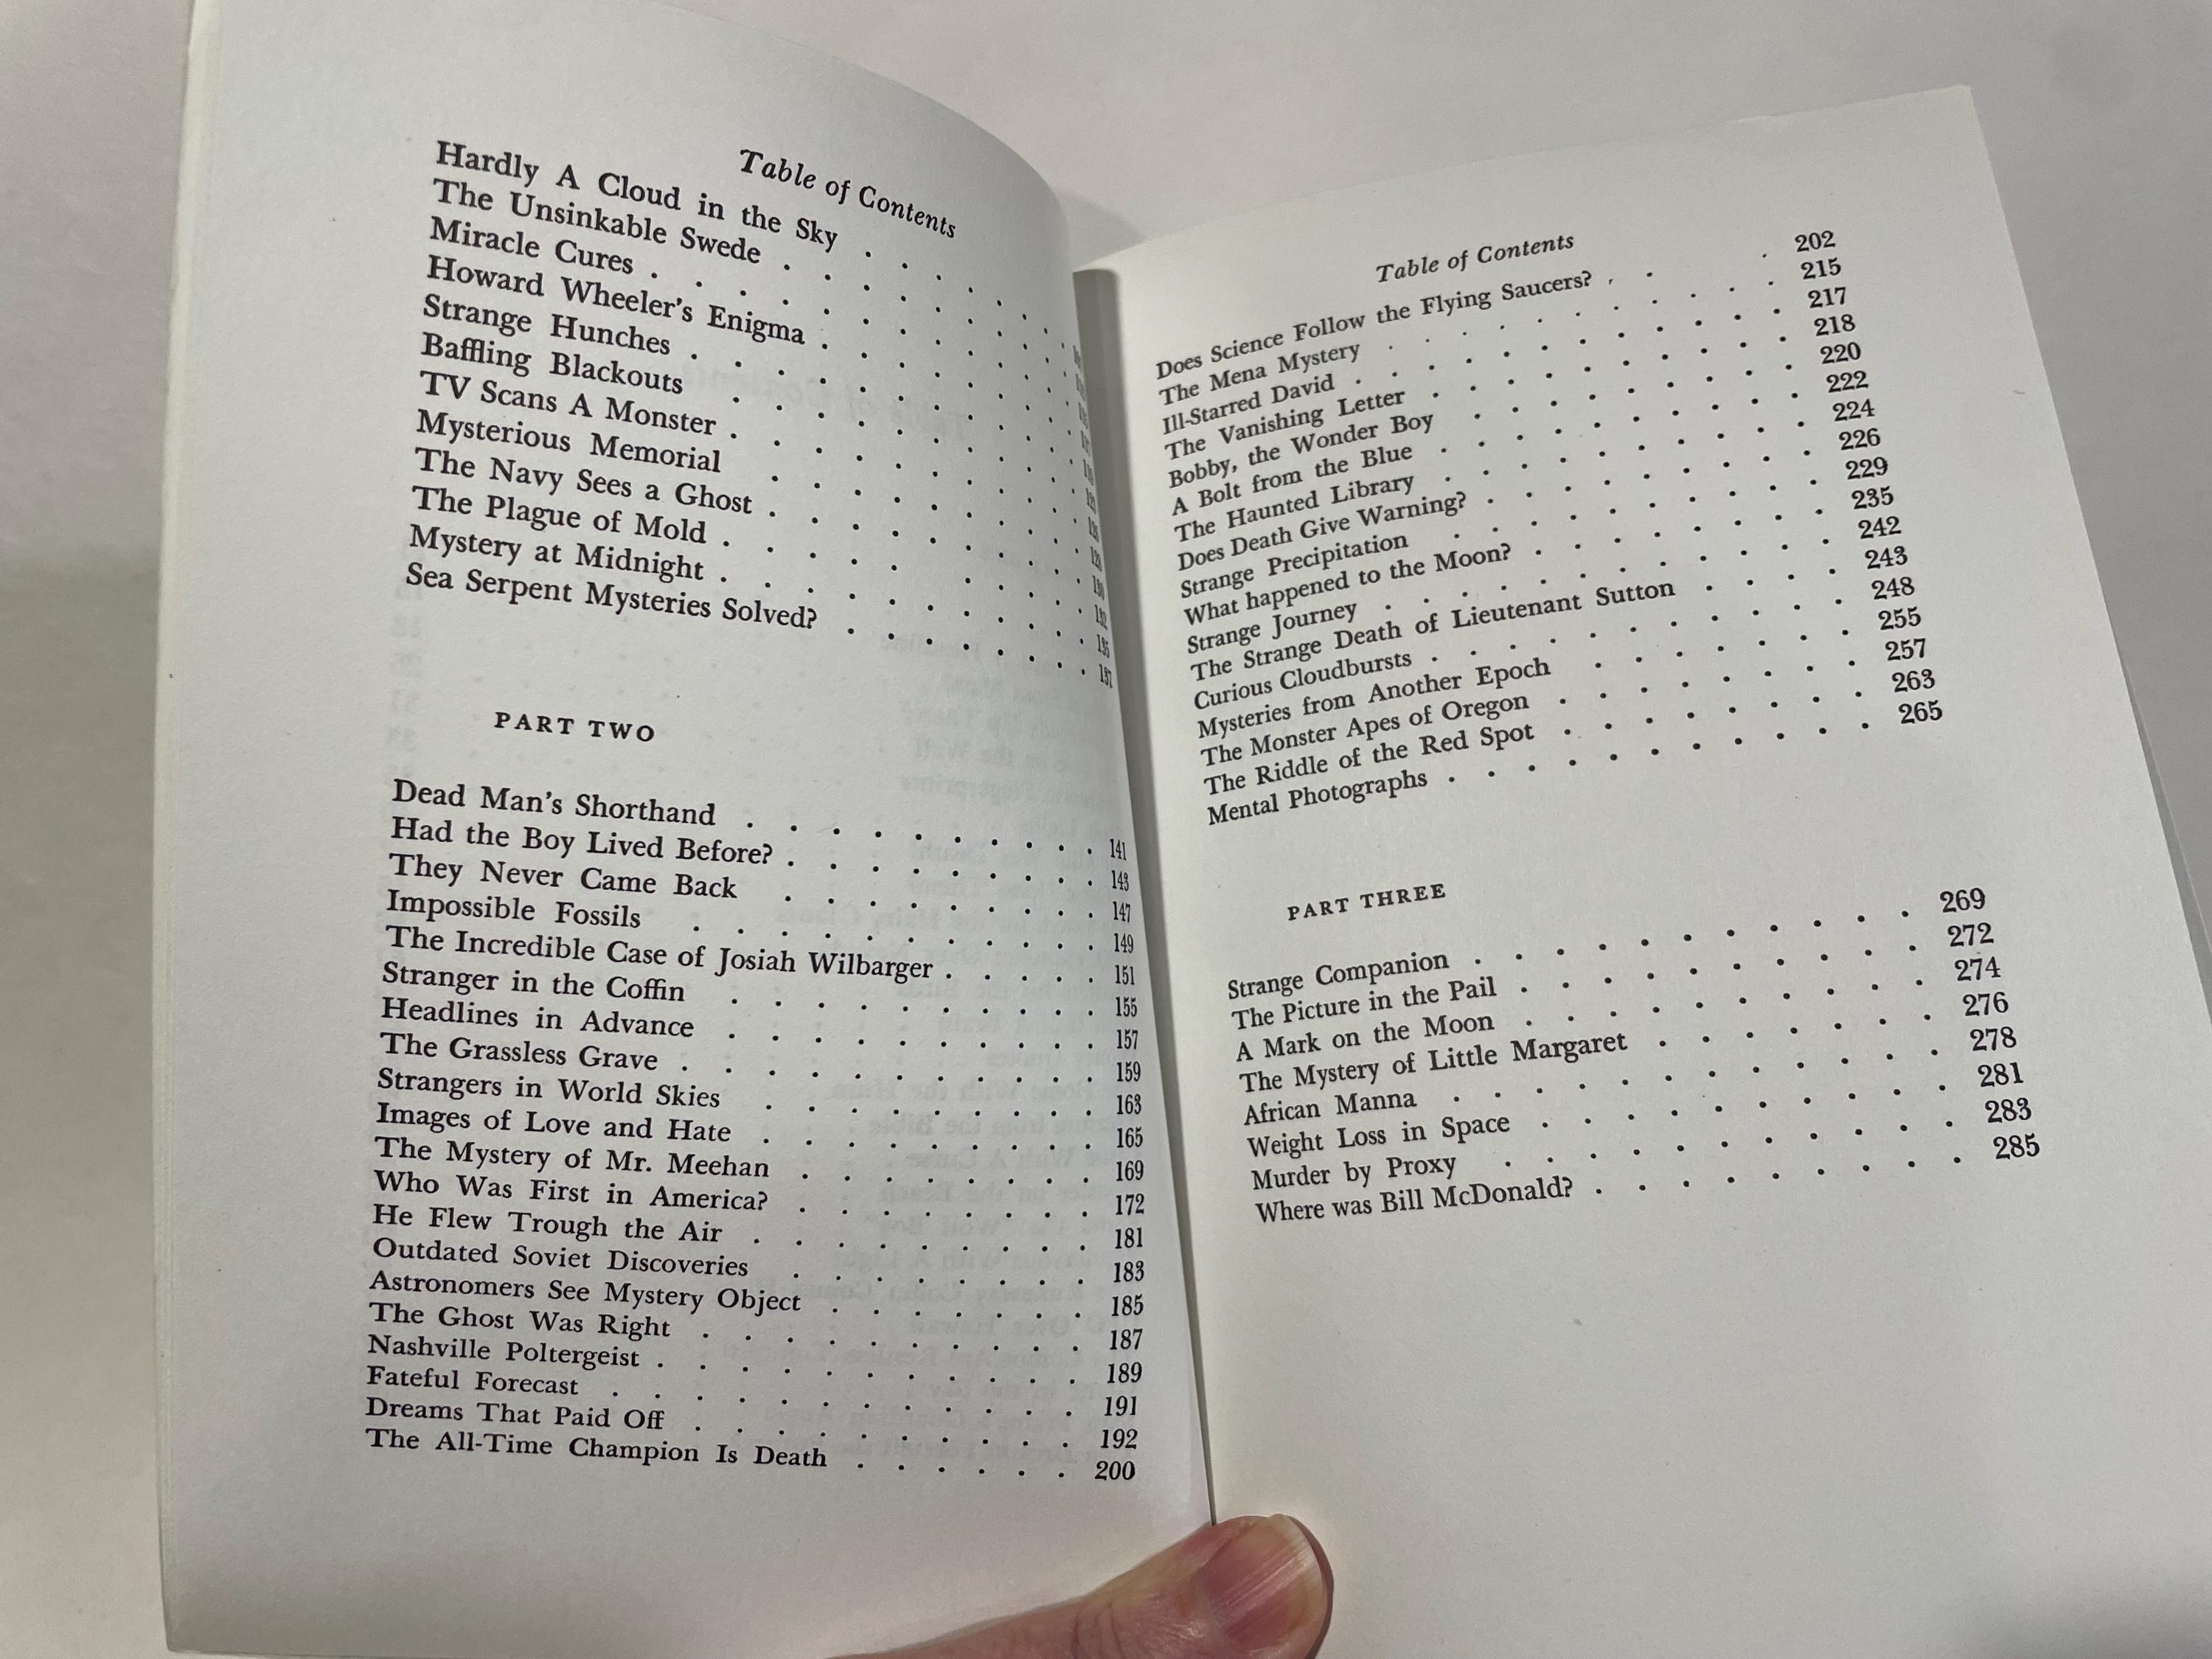 Table of Contents
Hardly A Cloud in the Sky . . . . .
The Unsinkable Swede . . . . . . .
Miracle Cures . . . . . . . . .
Howard Wheeler's Enigma . . . . . . .
Strange Hunches . . . . . . . . .
Baffling Blackouts . . . . . . . .
TV Scans A Monster . . . . . . . .
Mysterious Memorial . . . . . . . .
The Navy Sees a Ghost . . . . . . . 130
The Plague of Mold . . . . . . . . 132
Mystery at Midnight . . . . . . . . 135
Sea Serpent Mysteries Solved? . . . . . . 137
PART TWO
Dead Man's Shorthand . . . . . . . . . 141
Had the Boy Lived Before? . . . . . . . . 143
They Never Came Back . . . . . . . . 147
Impossible Fossils . . . . . . . . . . 149
The Incredible Case of Josiah Wilbarger . . . . . 151
Stranger in the Coffin . . . . . . . . . 155
Headlines in Advance . . . . . . . . . 157
The Grassless Grave . . . . . . . . . . 159
Strangers in World Skies . . . . . . . . 163
Images of Love and Hate . . . . . . . . 165
The Mystery of Mr. Meehan . . . . . . . 169
Who Was First in America? . . . . . . . 172
He Flew Trough the Air . . . . . . . . 181
Outdated Soviet Discoveries . . . . . . . 183
Astronomers See Mystery Object . . . . . . . 185
The Ghost Was Right . . . . . . . . . 187
Nashville Poltergeist . . . . . . . . . . 189
Fateful Forecast . . . . . . . . . . . 191
Dreams That Paid Off . . . . . . . . . 192
The All-Time Champion Is Death . . . . . . 200
Table of Contents
Does Science Follow the Flying Saucers? . . . 202
The Mena Mystery . . . . . . . . . . 215
Ill-Starred David . . . . . . . . . . 217
The Vanishing Letter . . . . . . . . . 218
Bobby, the Wonder Boy . . . . . . . . 220
A Bolt from the Blue . . . . . . . . . 222
The Haunted Library . . . . . . . . . 224
Does Death Give Warning? . . . . . . . . 226
Strange Precipitation . . . . . . . . . 229
What happened to the Moon? . . . . . . . 235
Strange Journey . . . . . . . . . . . 242
The Strange Death of Lieutenant Sutton . . . . 243
Curious Cloudbursts . . . . . . . . . . 248
Mysteries from Another Epoch . . . . . . . 255
The Monster Apes of Oregon . . . . . . . 257
The Riddle of the Red Spot . . . . . . . 263
Mental Photographs . . . . . . . . . . 265
PART THREE
Strange Companion . . . . . . . . . . 269
The Picture in the Pail . . . . . . . . . 272
A Mark on the Moon . . . . . . . . . 274
The Mystery of Little Margaret . . . . . . . 276
African Manna . . . . . . . . . . . 278
Weight Loss in Space . . . . . . . . . 281
Murder by Proxy . . . . . . . . . . 283
Where was Bill McDonald? . . . . . . . . 285